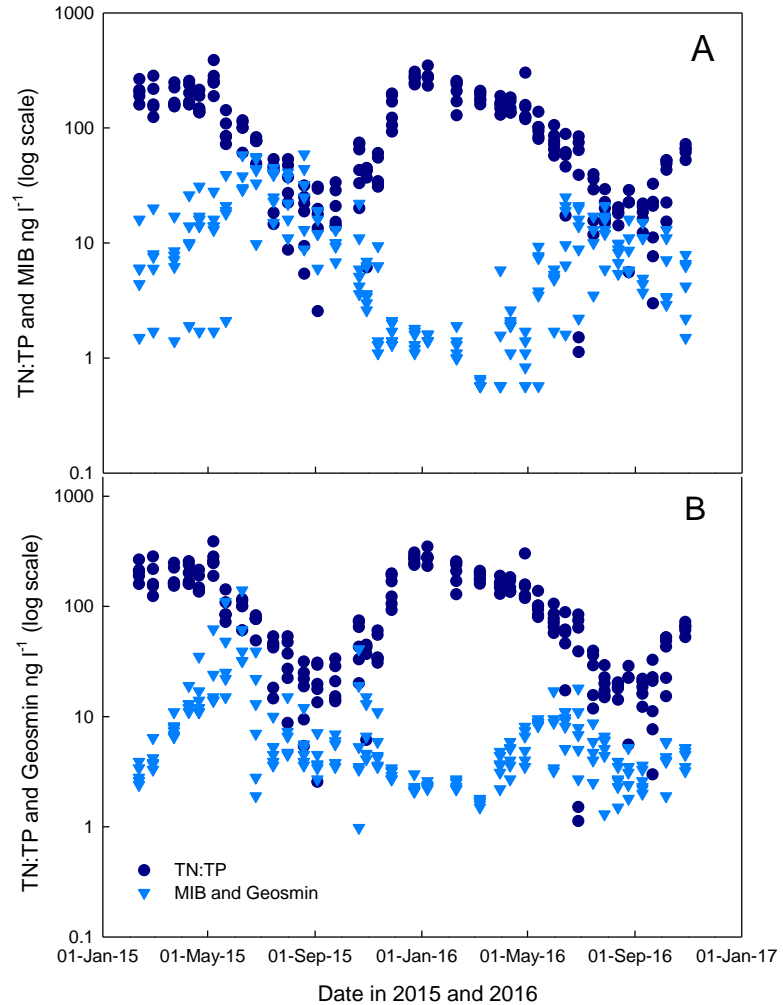 A
1000
100
10
1
0.1
TN:TP and MIB ng l⁻¹ (log scale)
B
1000
100
10
1
0.1
TN:TP and Geosmin ng l⁻¹ (log scale)
TN:TP
MIB and Geosmin
01-Jan-15 01-May-15 01-Sep-15 01-Jan-16 01-May-16 01-Sep-16 01-Jan-17
Date in 2015 and 2016